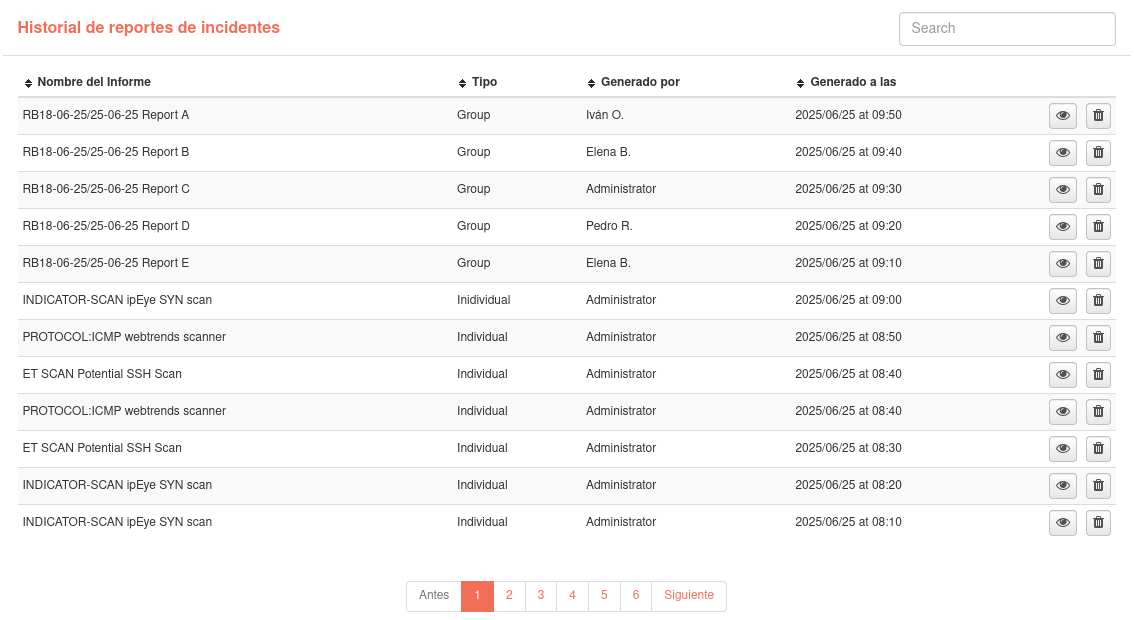 Historial de reportes de incidentes
Search
Nombre del Informe Tipo Generado por Generado a las
RB18-06-25/25-06-25 Report A Group Iván O. 2025/06/25 at 09:50
RB18-06-25/25-06-25 Report B Group Elena B. 2025/06/25 at 09:40
RB18-06-25/25-06-25 Report C Group Administrator 2025/06/25 at 09:30
RB18-06-25/25-06-25 Report D Group Pedro R. 2025/06/25 at 09:20
RB18-06-25/25-06-25 Report E Group Elena B. 2025/06/25 at 09:10
INDICATOR-SCAN ipEye SYN scan Inidividual Administrator 2025/06/25 at 09:00
PROTOCOL:ICMP webtrends scanner Individual Administrator 2025/06/25 at 08:50
ET SCAN Potential SSH Scan Individual Administrator 2025/06/25 at 08:40
PROTOCOL:ICMP webtrends scanner Individual Administrator 2025/06/25 at 08:40
ET SCAN Potential SSH Scan Individual Administrator 2025/06/25 at 08:30
INDICATOR-SCAN ipEye SYN scan Individual Administrator 2025/06/25 at 08:20
INDICATOR-SCAN ipEye SYN scan Individual Administrator 2025/06/25 at 08:10
Antes 1 2 3 4 5 6 Siguiente